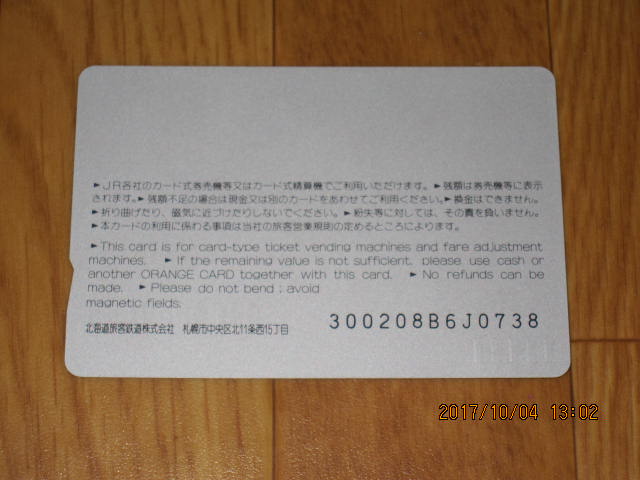 ►JR各社のカード式券売機等又はカード式精算機でご利用いただけます。►残額は券売機等に表示
されます。►残額不足の場合は現金又は別のカードをあわせてご利用ください。►換金はできません。
►折り曲げたり、磁気に近づけたりしないでください。►紛失等に対しては、その責を負いません。
►本カードの利用に係わる事項は当社の旅客営業規則の定めるところによります。
►This card is for card-type ticket vending machines and fare adjustment
machines. ►If the remaining value is not sufficient, please use cash or
another ORANGE CARD together with this card. ►No refunds can be
made. ►Please do not bend; avoid
magnetic fields.
北海道旅客鉄道株式会社 札幌市中央区北11条西15丁目
300208B6J0738
2017/10/04 13:02